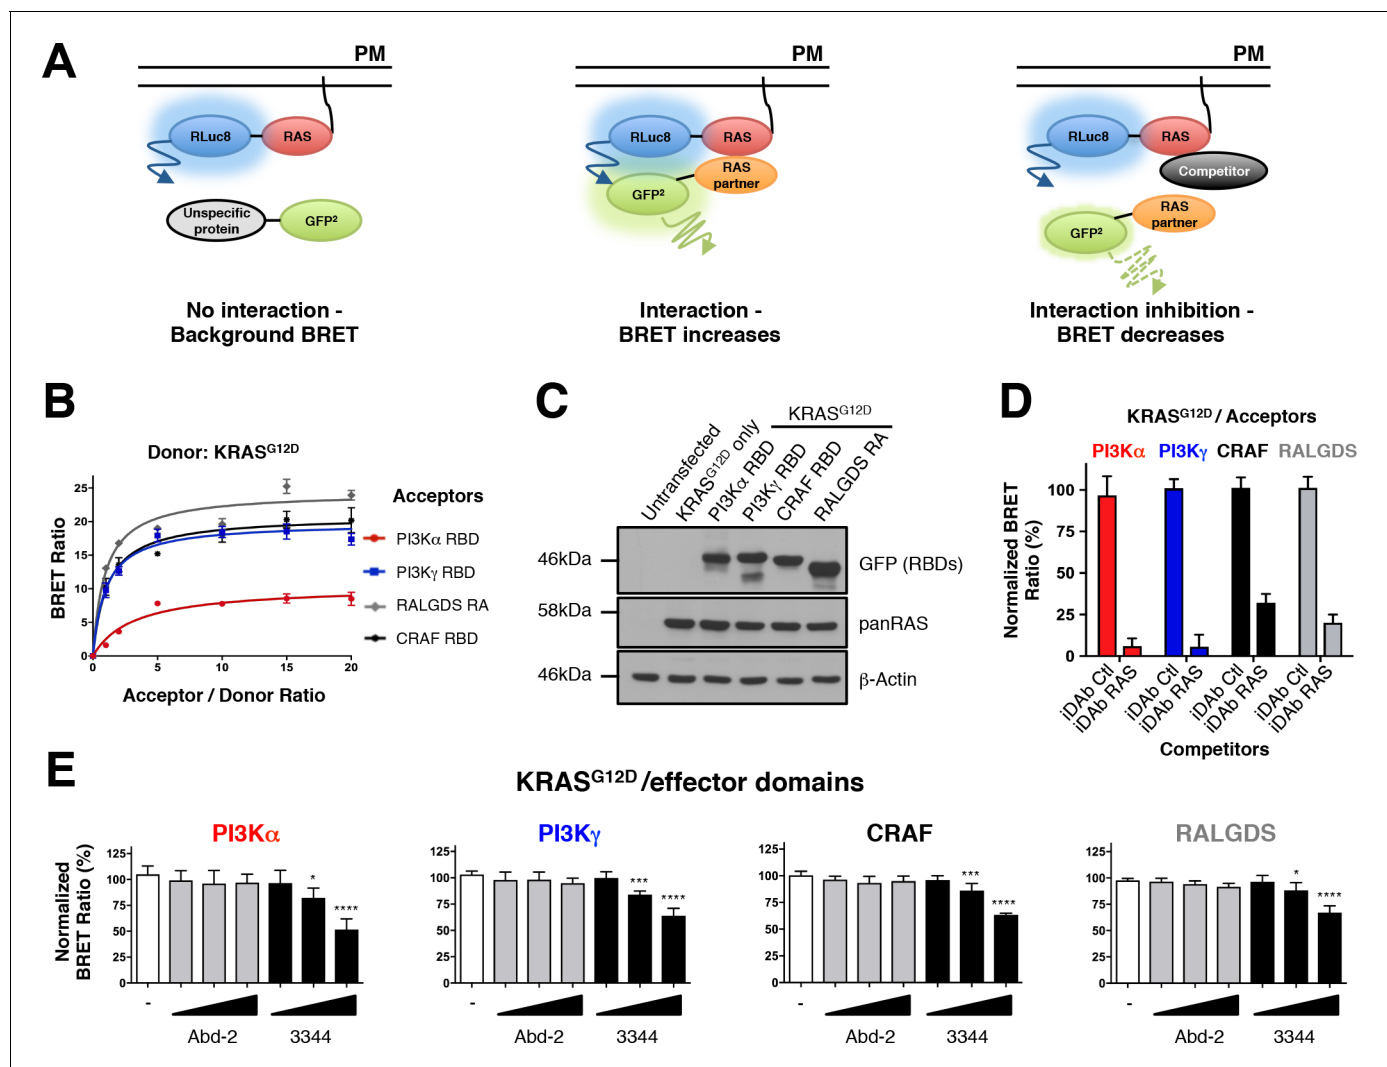 A
PM
RLuc8
RAS
Unspecific
protein
GFP²
No interaction -
Background BRET
PM
RLuc8
RAS
RAS
partner
GFP²
Interaction -
BRET increases
PM
RLuc8
RAS
Competitor
RAS
partner
GFP²
Interaction inhibition -
BRET decreases
B
Donor: KRASᴳ¹²ᴰ
BRET Ratio
25
20
15
10
5
0
0 5 10 15 20
Acceptor / Donor Ratio
Acceptors
PI3Kα RBD
PI3Kγ RBD
RALGDS RA
CRAF RBD
C
KRASᴳ¹²ᴰ
Untransfected
KRASᴳ¹²ᴰ only
PI3Kα RBD
PI3Kγ RBD
CRAF RBD
RALGDS RA
46kDa
GFP (RBDs)
58kDa
panRAS
46kDa
β-Actin
D
KRASᴳ¹²ᴰ / Acceptors
PI3Kα PI3Kγ CRAF RALGDS
Normalized BRET
Ratio (%)
100
75
50
25
0
iDAb Ctl
iDAb RAS
iDAb Ctl
iDAb RAS
iDAb Ctl
iDAb RAS
iDAb Ctl
iDAb RAS
Competitors
E
KRASᴳ¹²ᴰ/effector domains
PI3Kα
Normalized
BRET Ratio (%)
125
100
75
50
25
0
*
****
-
Abd-2
3344
PI3Kγ
125
100
75
50
25
0
***
****
-
Abd-2
3344
CRAF
125
100
75
50
25
0
***
****
-
Abd-2
3344
RALGDS
125
100
75
50
25
0
*
****
-
Abd-2
3344